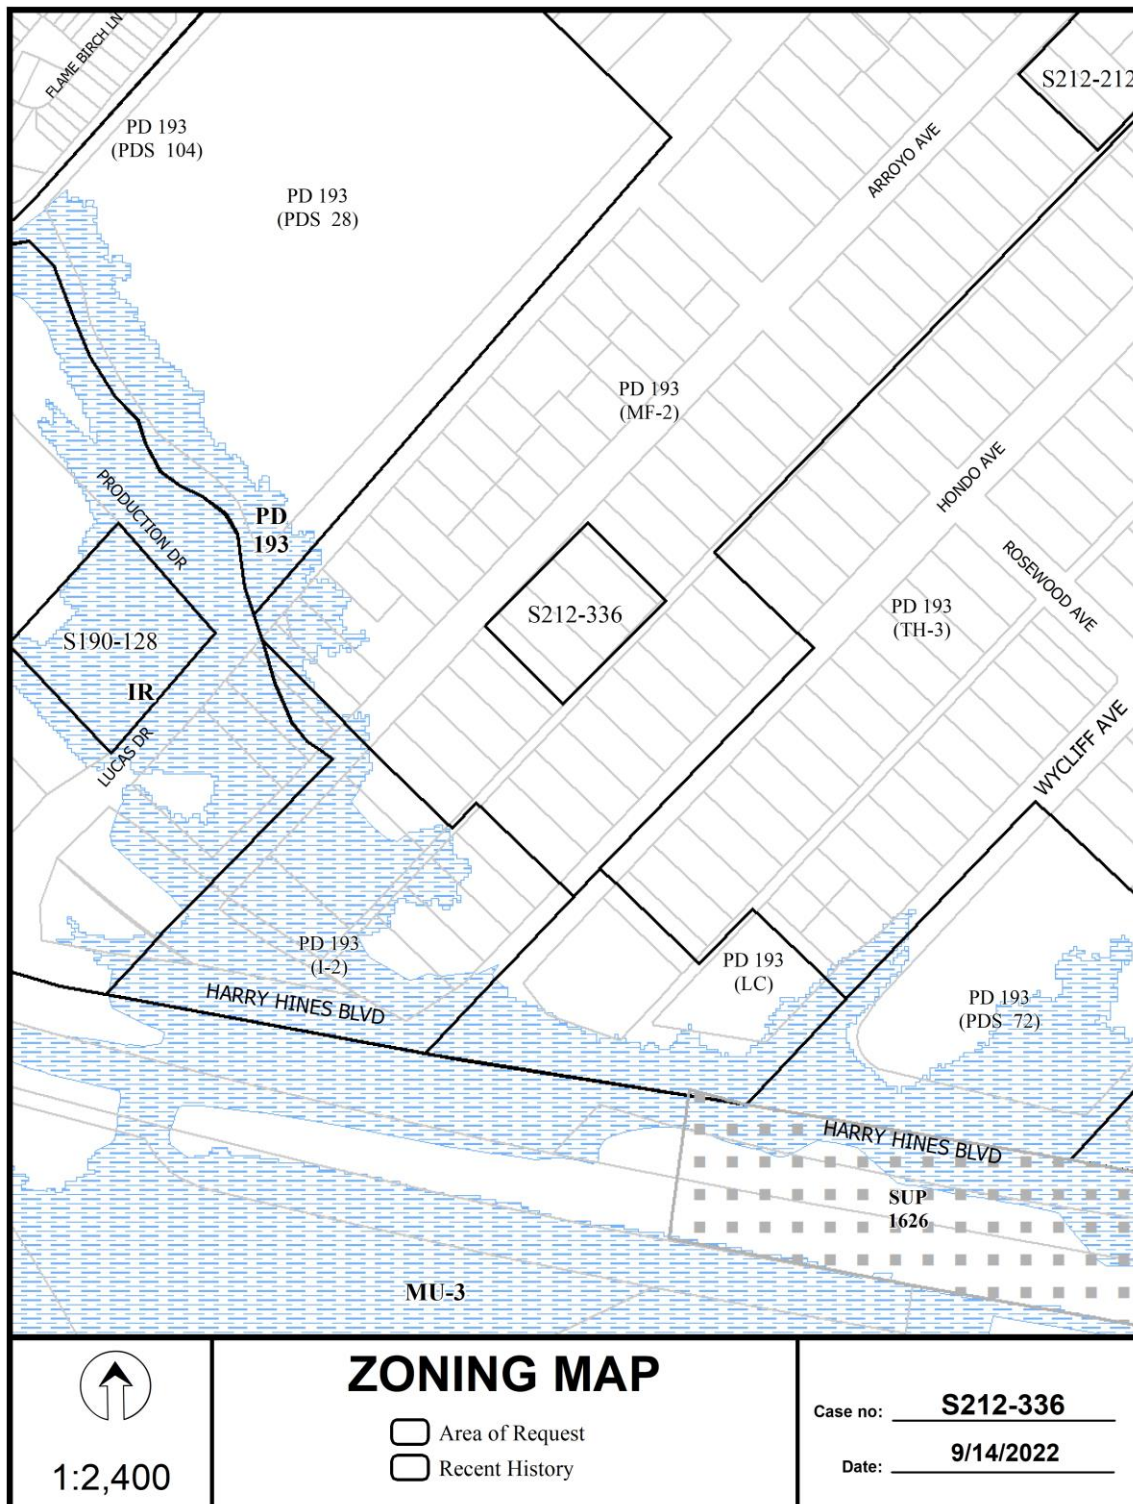 FLAME BIRCH LN
S212-212
PD 193
(PDS 104)
ARROYO AVE
PD 193
(PDS 28)
PD 193
(MF-2)
HONDO AVE
PRODUCTION DR
PD
193
ROSEWOOD AVE
S212-336
PD 193
(TH-3)
S190-128
IR
LUCAS DR
WYCLIFF AVE
PD 193
(I-2)
PD 193
(LC)
HARRY HINES BLVD
PD 193
(PDS 72)
HARRY HINES BLVD
SUP
1626
MU-3
1:2,400
ZONING MAP
Area of Request
Recent History
Case no: S212-336
Date: 9/14/2022